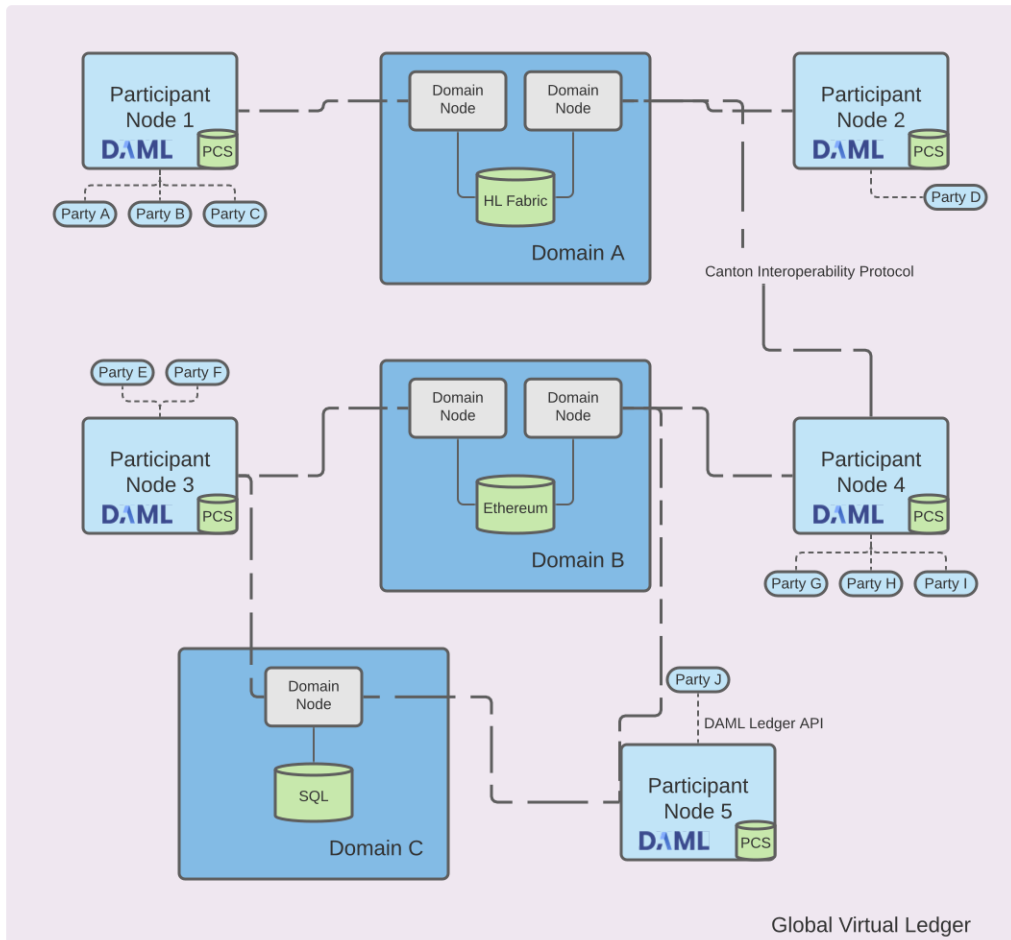 Participant
Node 1
DAML
PCS
Party A
Party B
Party C
Domain
Node
Domain
Node
HL Fabric
Domain A
Participant
Node 2
DAML
PCS
Party D
Canton Interoperability Protocol
Party E
Party F
Participant
Node 3
DAML
PCS
Domain
Node
Domain
Node
Ethereum
Domain B
Participant
Node 4
DAML
PCS
Party G
Party H
Party I
Domain
Node
SQL
Domain C
Party J
DAML Ledger API
Participant
Node 5
DAML
PCS
Global Virtual Ledger